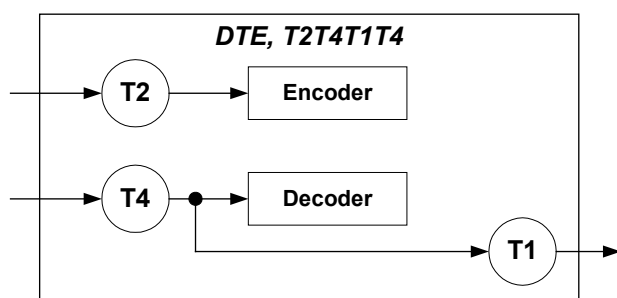 DTE, T2T4T1T4
T2
Encoder
T4
Decoder
T1